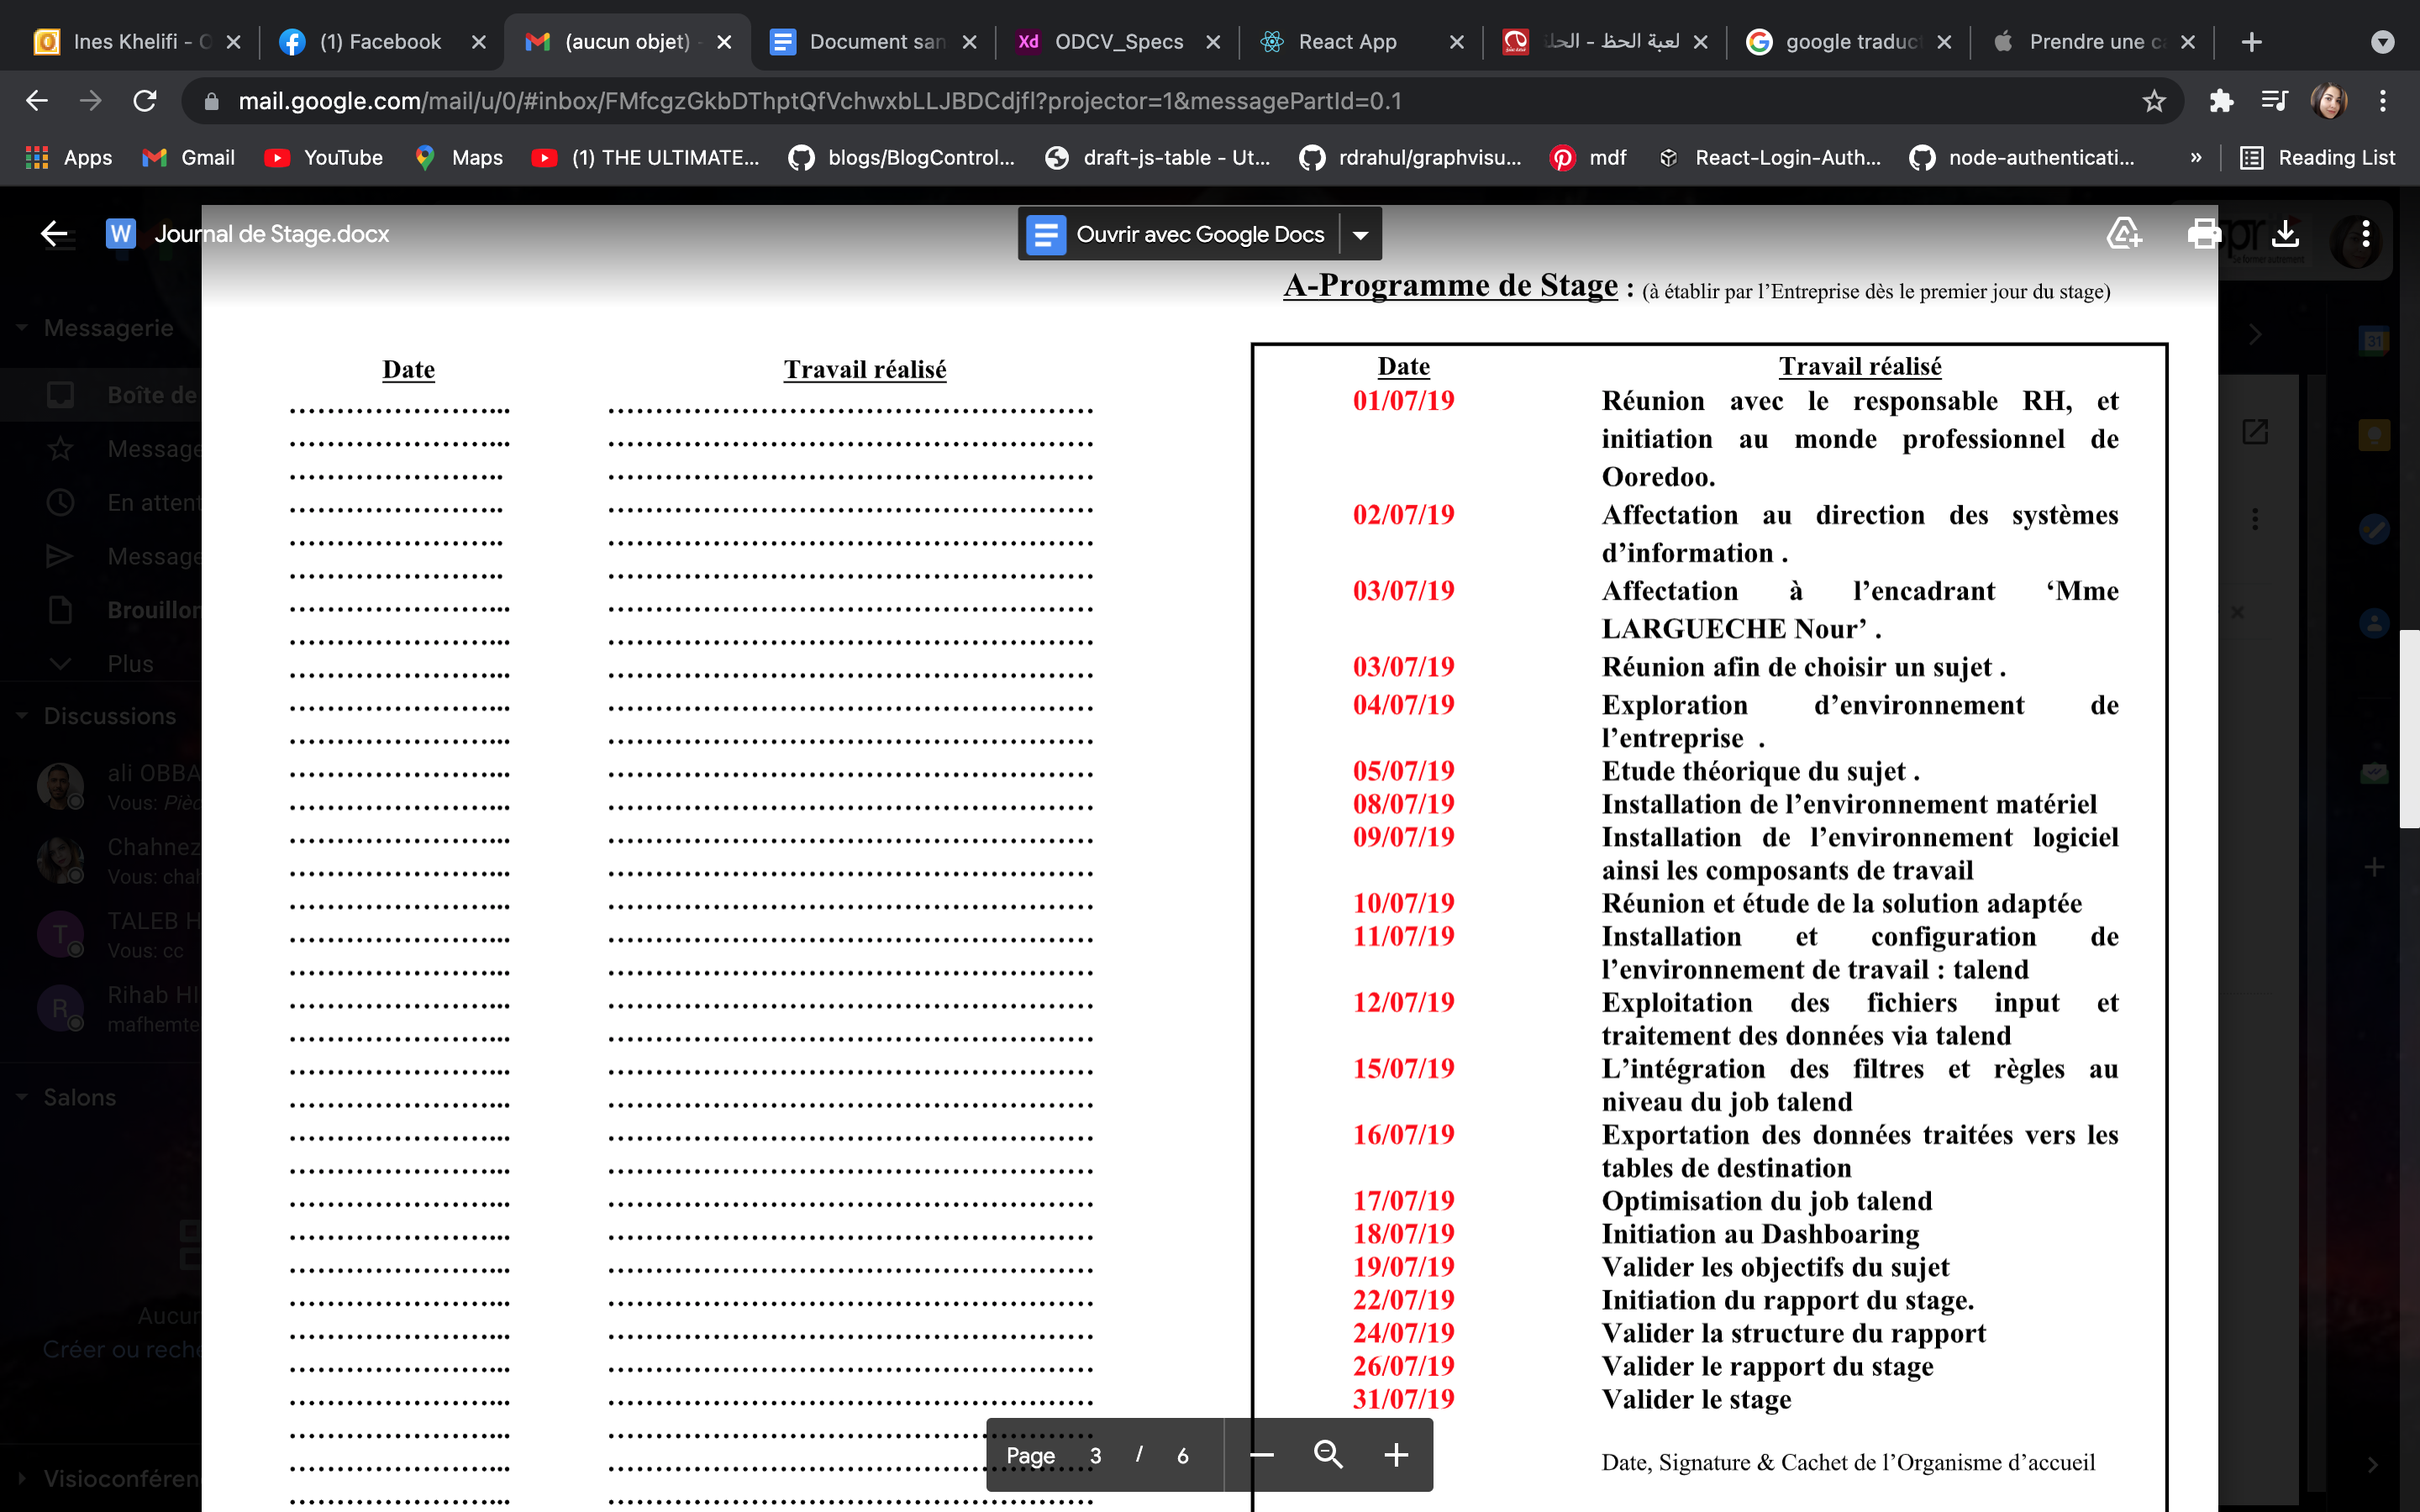 Ines Khelifi - O
(1) Facebook
(aucun objet) -
Document san
ODCV_Specs
React App
لعبة الحظ - الحلة
google traduct
Prendre une ca
mail.google.com/mail/u/0/#inbox/FMfcgzGkbDThptQfVchwxbLLJBDCdjfl?projector=1&messagePartId=0.1
Apps
Gmail
YouTube
Maps
(1) THE ULTIMATE...
blogs/BlogControl...
draft-js-table - Ut...
rdrahul/graphvisu...
mdf
React-Login-Auth...
node-authenticati...
»
Reading List
W Journal de Stage.docx
Ouvrir avec Google Docs
Messagerie
Boîte de
Message
En attent
Message
Brouillon
Plus
Discussions
ali OBBA
Vous: Pièc
Chahnez
Vous: chah
TALEB H
Vous: cc
Rihab HI
mafhemte
Salons
Aucun
Créer ou reche
Visioconféren
Date Travail réalisé
A-Programme de Stage : (à établir par l’Entreprise dès le premier jour du stage)
Date Travail réalisé
01/07/19 Réunion avec le responsable RH, et
initiation au monde professionnel de
Ooredoo.
02/07/19 Affectation au direction des systèmes
d’information .
03/07/19 Affectation à l’encadrant ‘Mme
LARGUECHE Nour’ .
03/07/19 Réunion afin de choisir un sujet .
04/07/19 Exploration d’environnement de
l’entreprise .
05/07/19 Etude théorique du sujet .
08/07/19 Installation de l’environnement matériel
09/07/19 Installation de l’environnement logiciel
ainsi les composants de travail
10/07/19 Réunion et étude de la solution adaptée
11/07/19 Installation et configuration de
l’environnement de travail : talend
12/07/19 Exploitation des fichiers input et
traitement des données via talend
15/07/19 L’intégration des filtres et règles au
niveau du job talend
16/07/19 Exportation des données traitées vers les
tables de destination
17/07/19 Optimisation du job talend
18/07/19 Initiation au Dashboaring
19/07/19 Valider les objectifs du sujet
22/07/19 Initiation du rapport du stage.
24/07/19 Valider la structure du rapport
26/07/19 Valider le rapport du stage
31/07/19 Valider le stage
Date, Signature & Cachet de l’Organisme d’accueil
Page 3 / 6